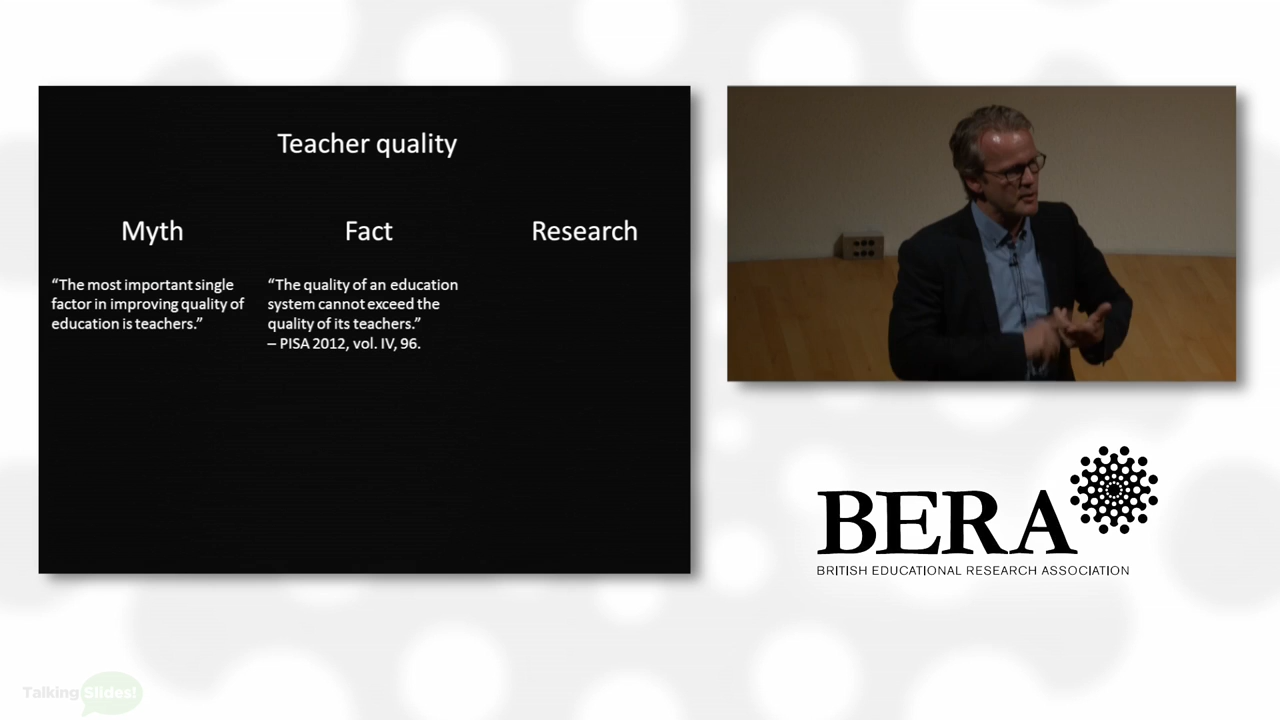 Teacher quality
Myth
Fact
Research
“The most important single
factor in improving quality of
education is teachers.”
“The quality of an education
system cannot exceed the
quality of its teachers.”
– PISA 2012, vol. IV, 96.
BERA
BRITISH EDUCATIONAL RESEARCH ASSOCIATION
Talking Slides!